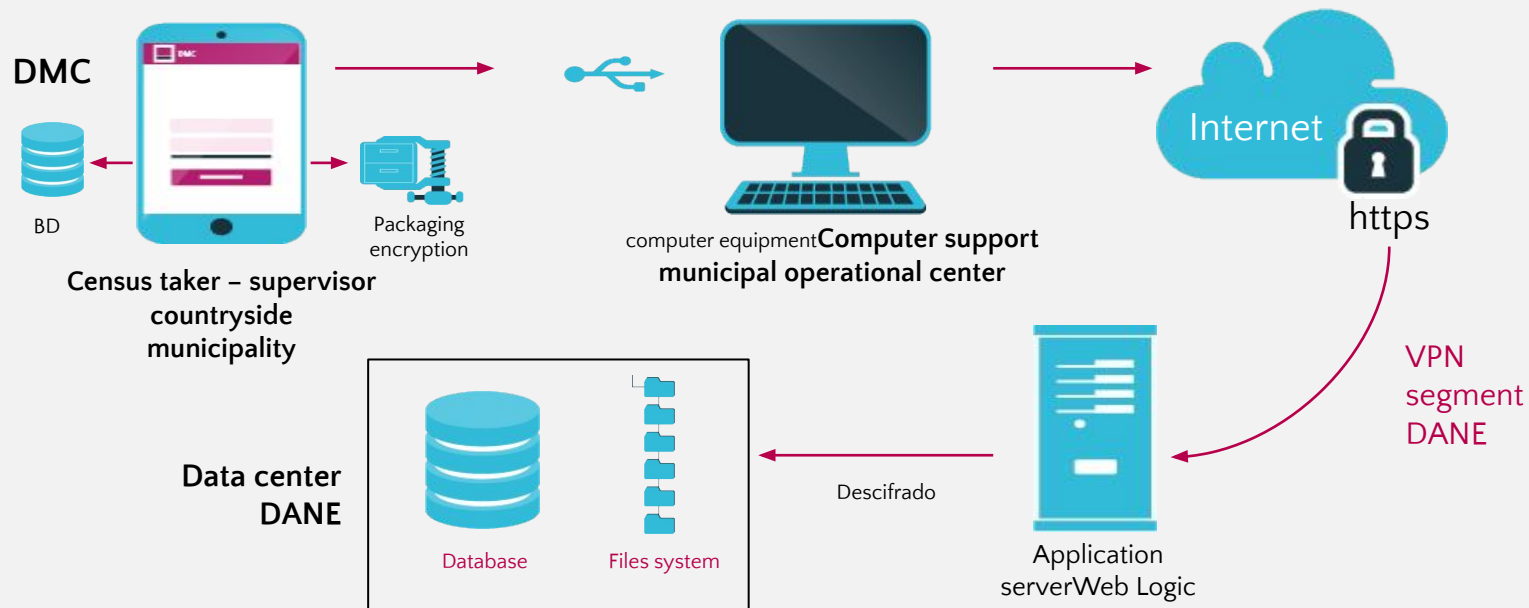 DMC
DMC
BD
Packaging
encryption
Census taker – supervisor
countryside
municipality
computer equipmentComputer support
municipal operational center
Internet
https
VPN
segment
DANE
Application
serverWeb Logic
Descifrado
Data center
DANE
Database
Files system